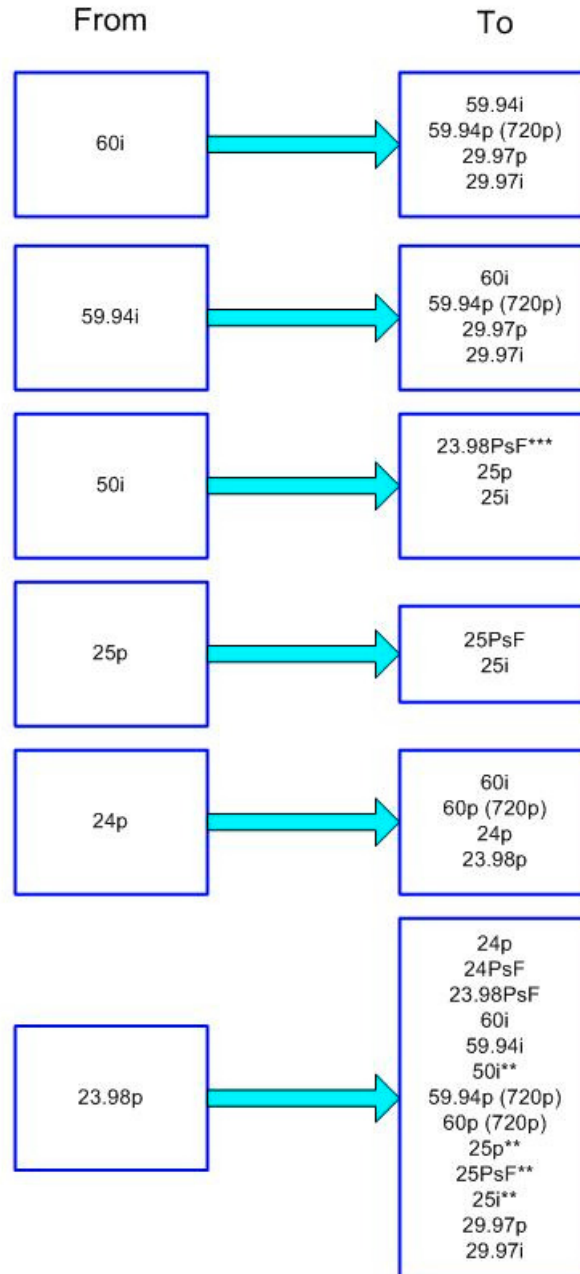 From
To
60i
59.94i
59.94p (720p)
29.97p
29.97i
59.94i
60i
59.94p (720p)
29.97p
29.97i
50i
23.98PsF***
25p
25i
25p
25PsF
25i
24p
60i
60p (720p)
24p
23.98p
23.98p
24p
24PsF
23.98PsF
60i
59.94i
50i**
59.94p (720p)
60p (720p)
25p**
25PsF**
25i**
29.97p
29.97i